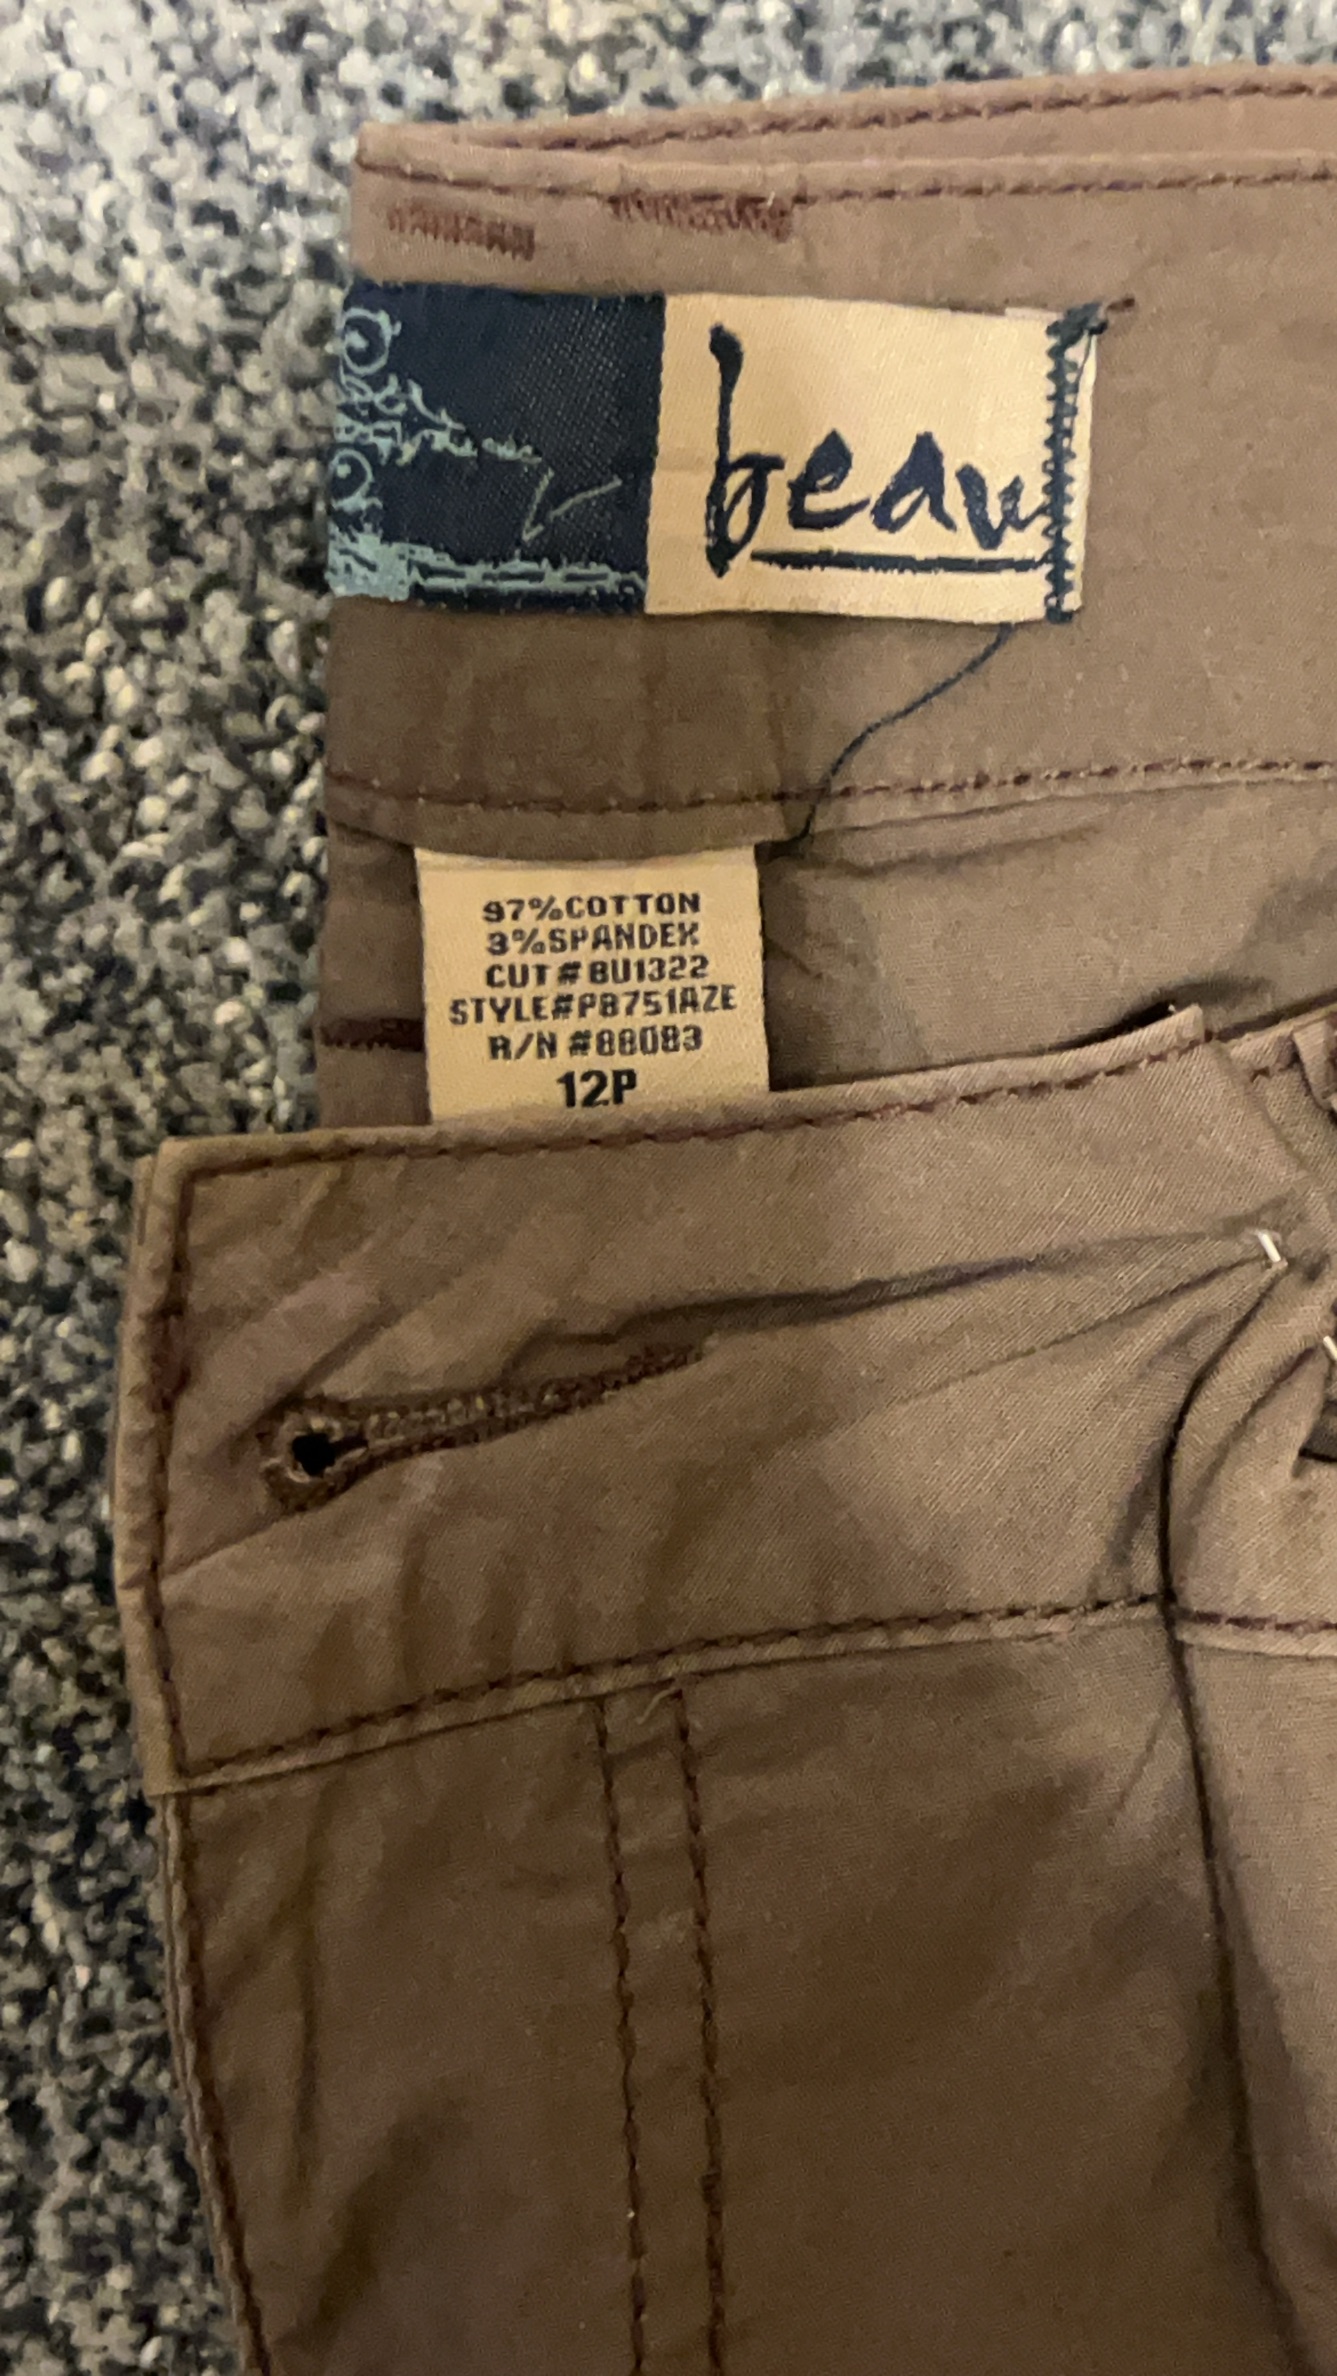 beau
97%COTTON
3%SPANDEX
CUT#BU1322
STYLE#PB751AZE
R/N #88083
12P